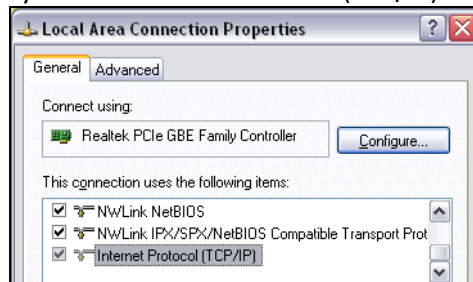 Local Area Connection Properties
General Advanced
Connect using:
Realtek PCIe GBE Family Controller Configure...
This connection uses the following items:
NWLink NetBIOS
NWLink IPX/SPX/NetBIOS Compatible Transport Prot
Internet Protocol (TCP/IP)